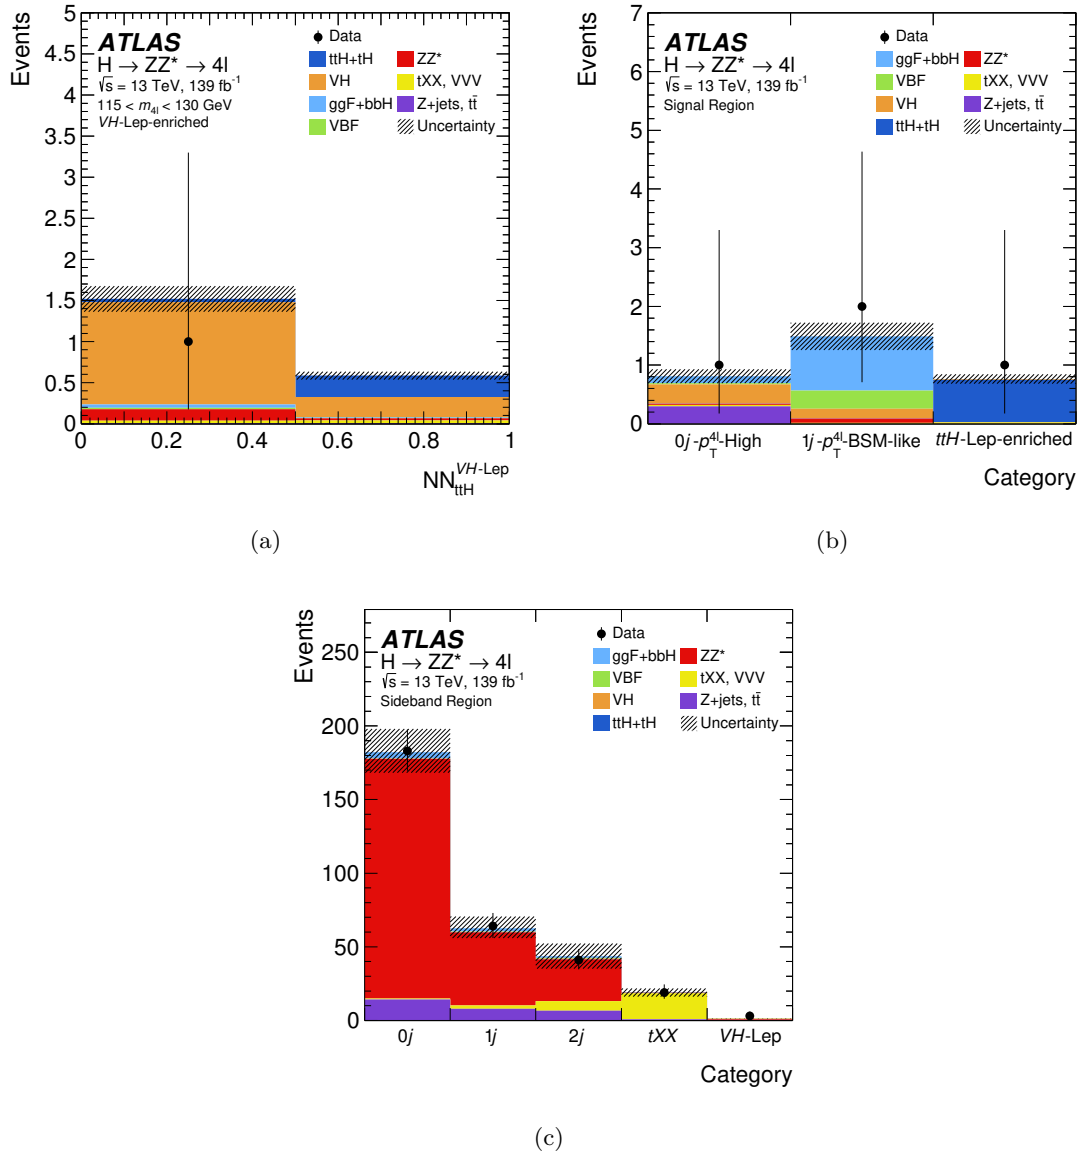 Events
5
4.5
4
3.5
3
2.5
2
1.5
1
0.5
0
ATLAS
H → ZZ* → 4l
√s = 13 TeV, 139 fb⁻¹
115 < m₄ₗ < 130 GeV
VH-Lep-enriched
Data
ttH+tH
VH
ggF+bbH
VBF
ZZ*
tXX, VVV
Z+jets, tt̄
Uncertainty
0 0.2 0.4 0.6 0.8 1
NN_ttH^VH-Lep
(a)
Events
7
6
5
4
3
2
1
0
ATLAS
H → ZZ* → 4l
√s = 13 TeV, 139 fb⁻¹
Signal Region
Data
ggF+bbH
VBF
VH
ttH+tH
ZZ*
tXX, VVV
Z+jets, tt̄
Uncertainty
0j-p_T^4l-High 1j-p_T^4l-BSM-like ttH-Lep-enriched
Category
(b)
Events
250
200
150
100
50
0
ATLAS
H → ZZ* → 4l
√s = 13 TeV, 139 fb⁻¹
Sideband Region
Data
ggF+bbH
VBF
VH
ttH+tH
ZZ*
tXX, VVV
Z+jets, tt̄
Uncertainty
0j 1j 2j tXX VH-Lep
Category
(c)